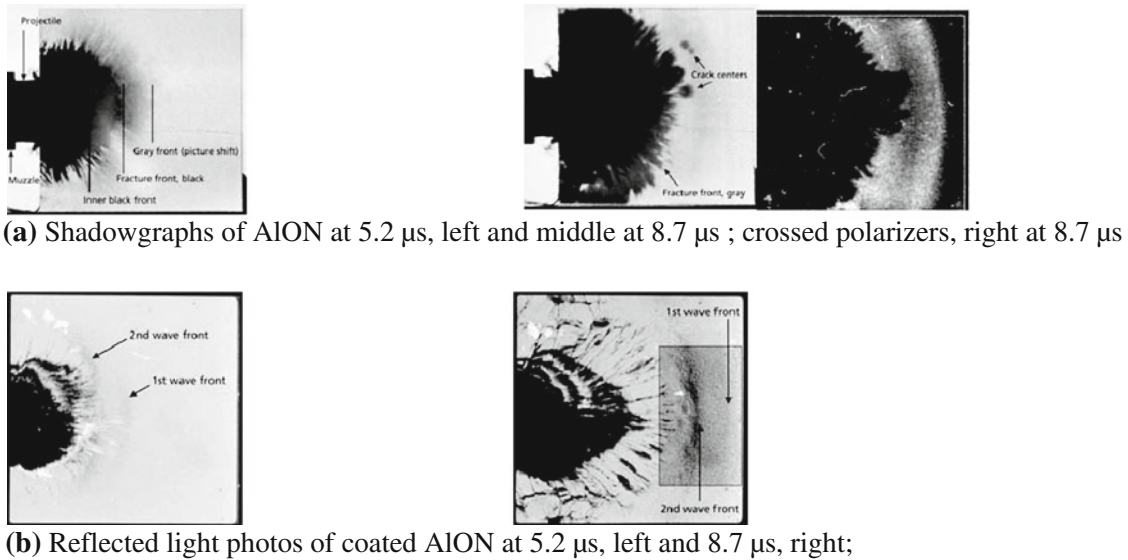 Projectile
Gray front (picture shift)
Fracture front, black
Muzzle
Inner black front
Crack centers
Fracture front, gray
(a) Shadowgraphs of AlON at 5.2 µs, left and middle at 8.7 µs ; crossed polarizers, right at 8.7 µs
2nd wave front
1st wave front
1st wave front
2nd wave front
(b) Reflected light photos of coated AlON at 5.2 µs, left and 8.7 µs, right;